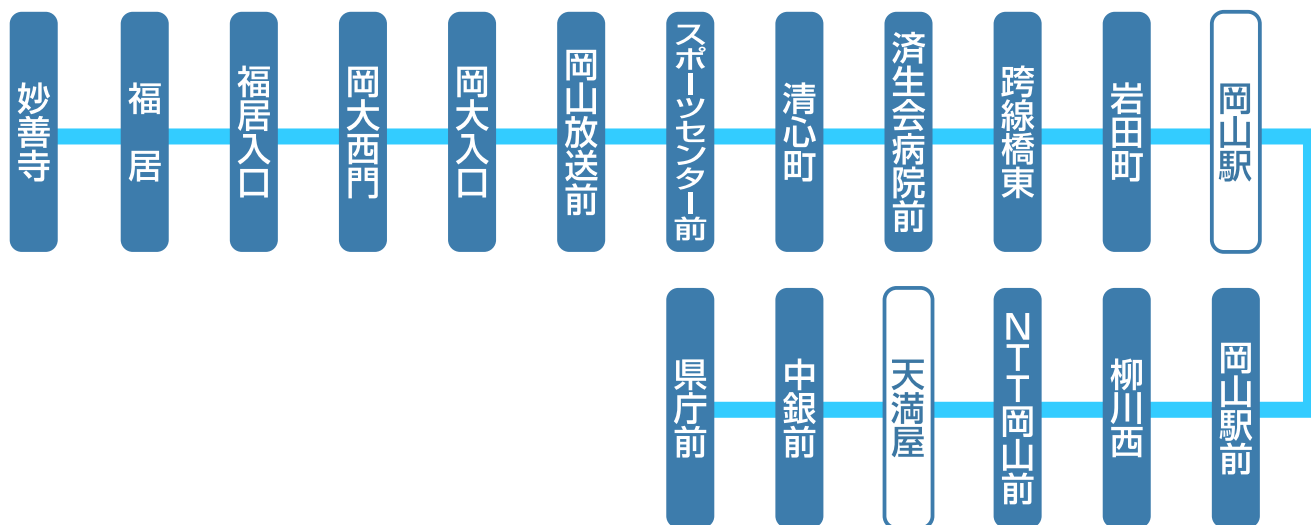 妙善寺
福居
福居入口
岡大西門
岡大入口
岡山放送前
スポーツセンター前
清心町
済生会病院前
跨線橋東
岩田町
岡山駅
岡山駅前
柳川西
NTT岡山前
天満屋
中銀前
県庁前